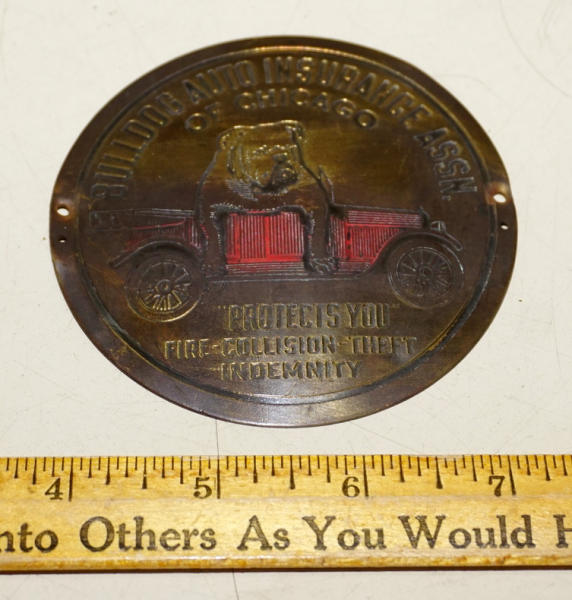 BULLDOG AUTO INSURANCE ASSN.
OF CHICAGO
"PROTECTS YOU"
FIRE-COLLISION-THEFT
INDEMNITY
4 5 6 7
nto Others As You Would H